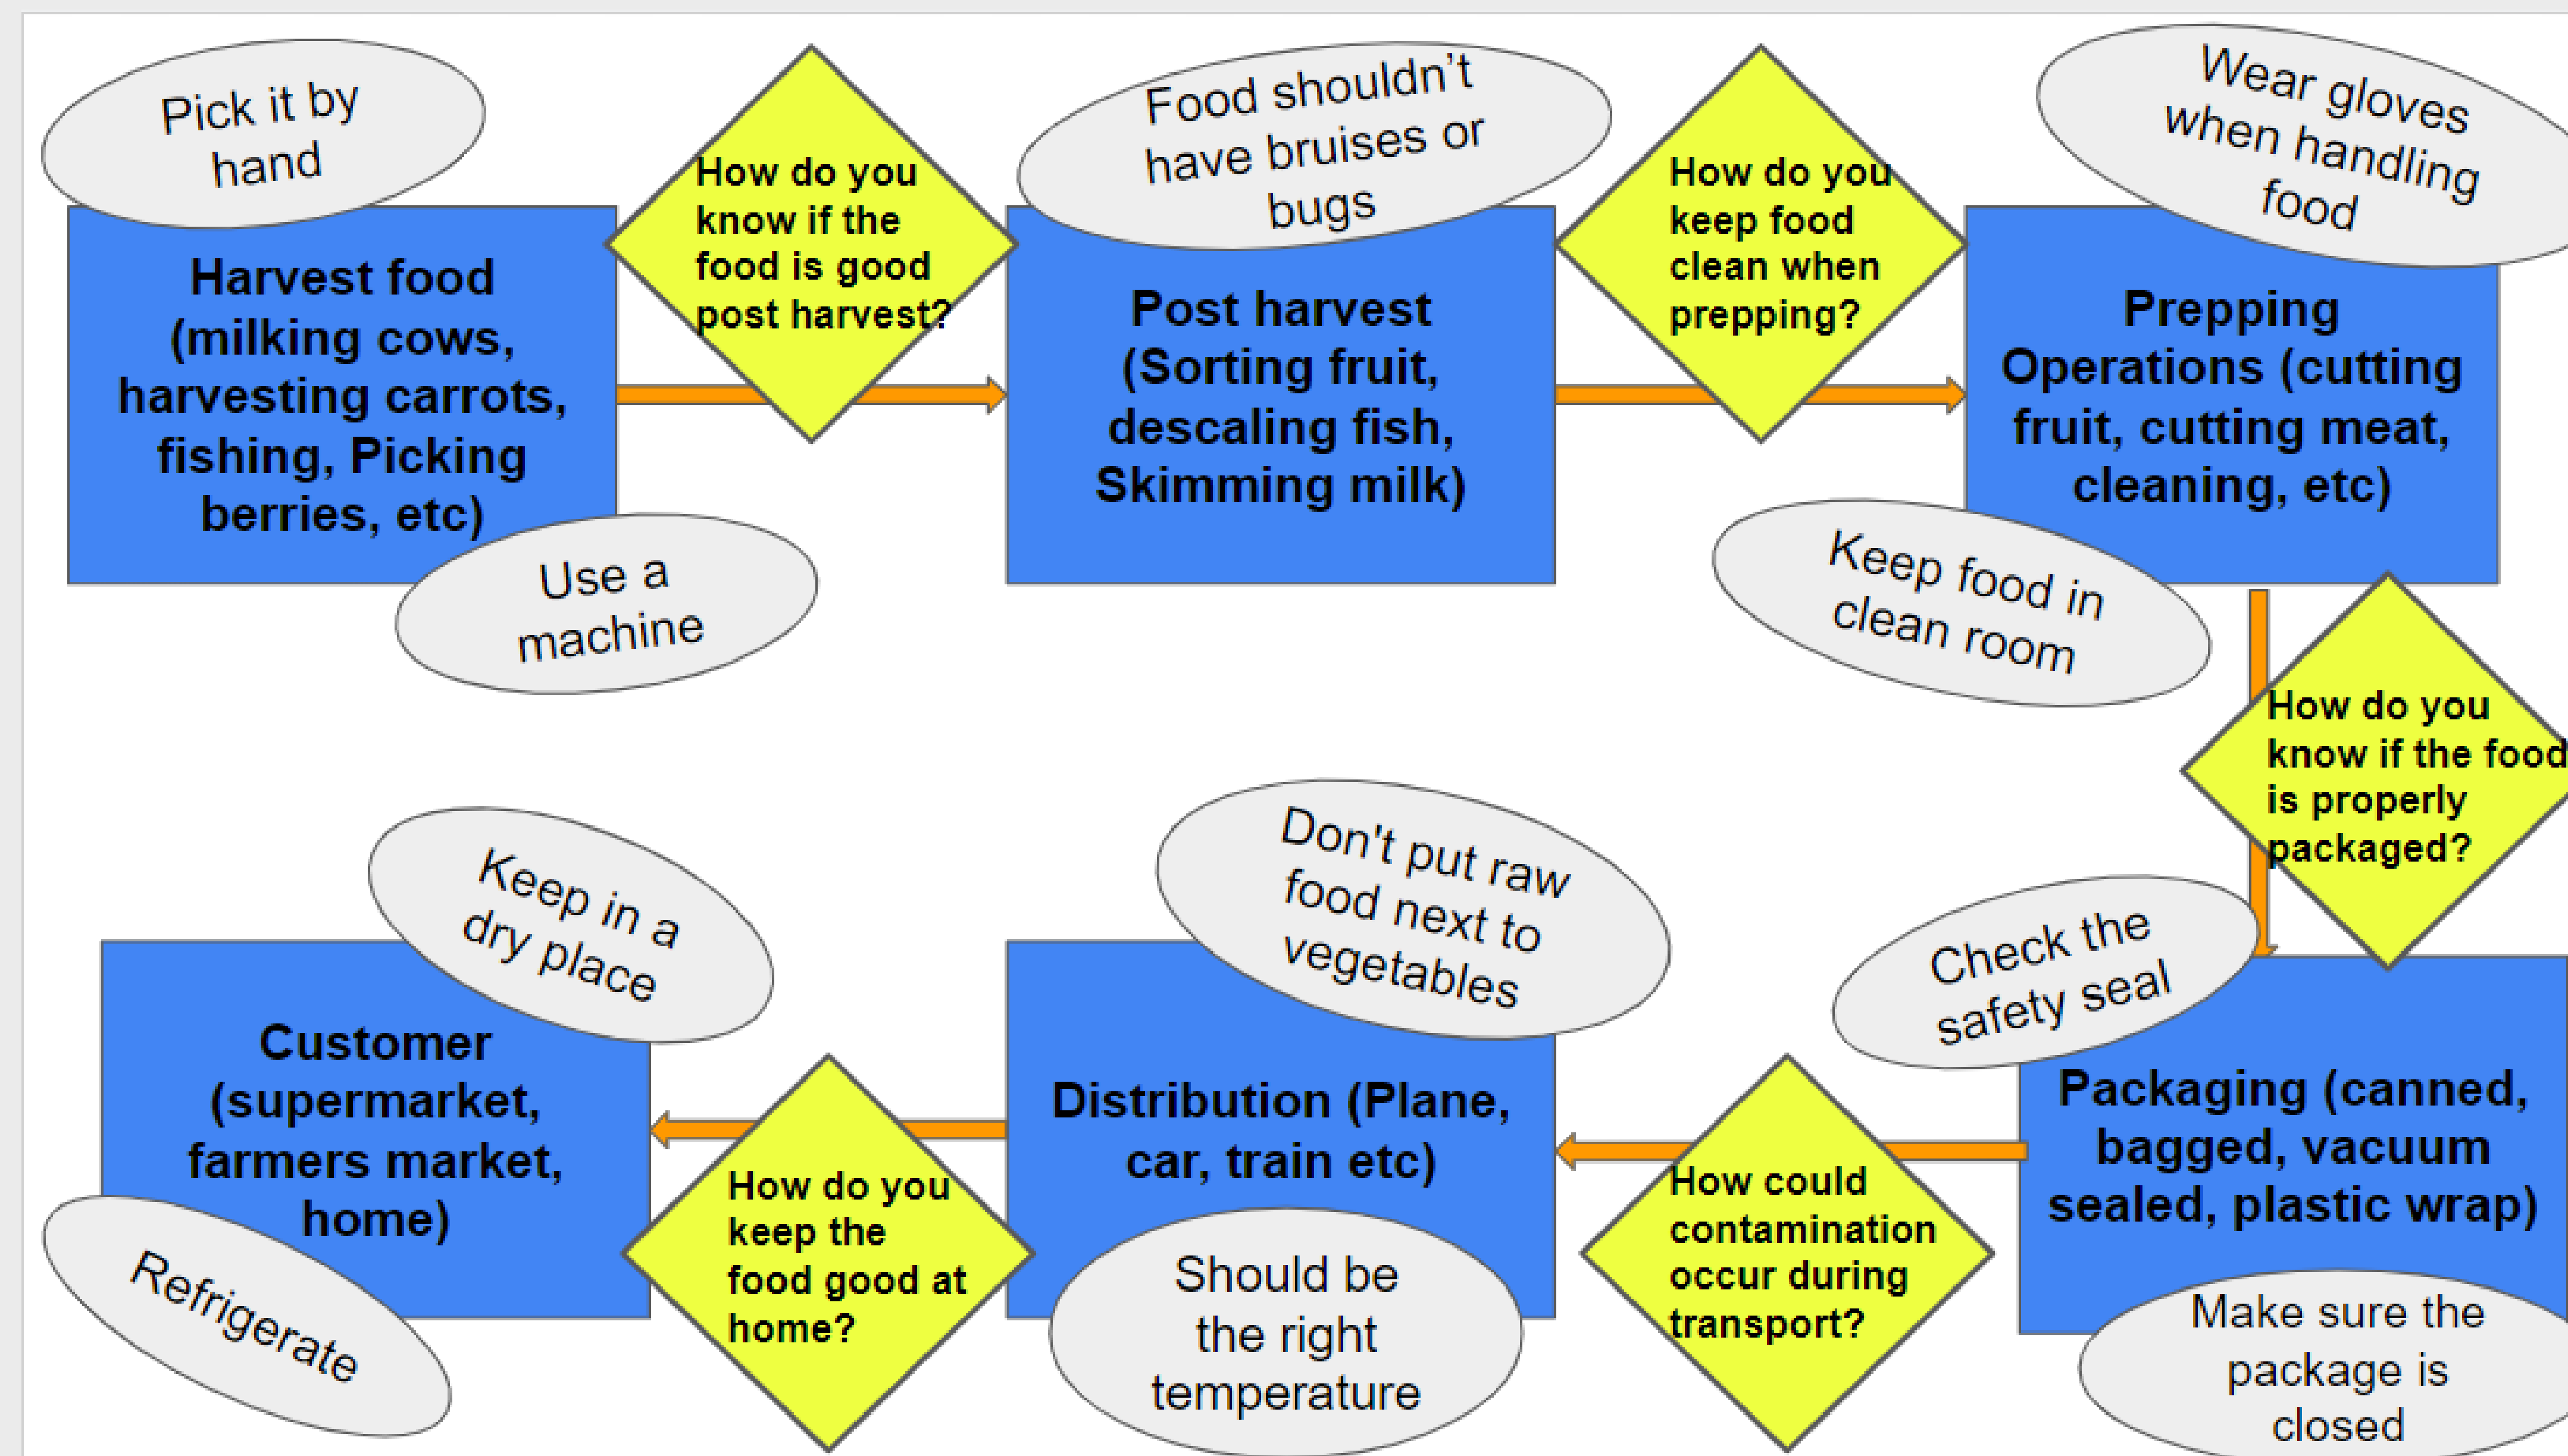 Pick it by
hand
Harvest food
(milking cows,
harvesting carrots,
fishing, Picking
berries, etc)
Use a
machine
How do you
know if the
food is good
post harvest?
Food shouldn't
have bruises or
bugs
Post harvest
(Sorting fruit,
descaling fish,
Skimming milk)
How do you
keep food
clean when
prepping?
Wear gloves
when handling
food
Prepping
Operations (cutting
fruit, cutting meat,
cleaning, etc)
Keep food in
clean room
How do you
know if the food
is properly
packaged?
Check the
safety seal
Packaging (canned,
bagged, vacuum
sealed, plastic wrap)
Make sure the
package is
closed
How could
contamination
occur during
transport?
Don't put raw
food next to
vegetables
Distribution (Plane,
car, train etc)
Should be
the right
temperature
How do you
keep the
food good at
home?
Keep in a
dry place
Customer
(supermarket,
farmers market,
home)
Refrigerate